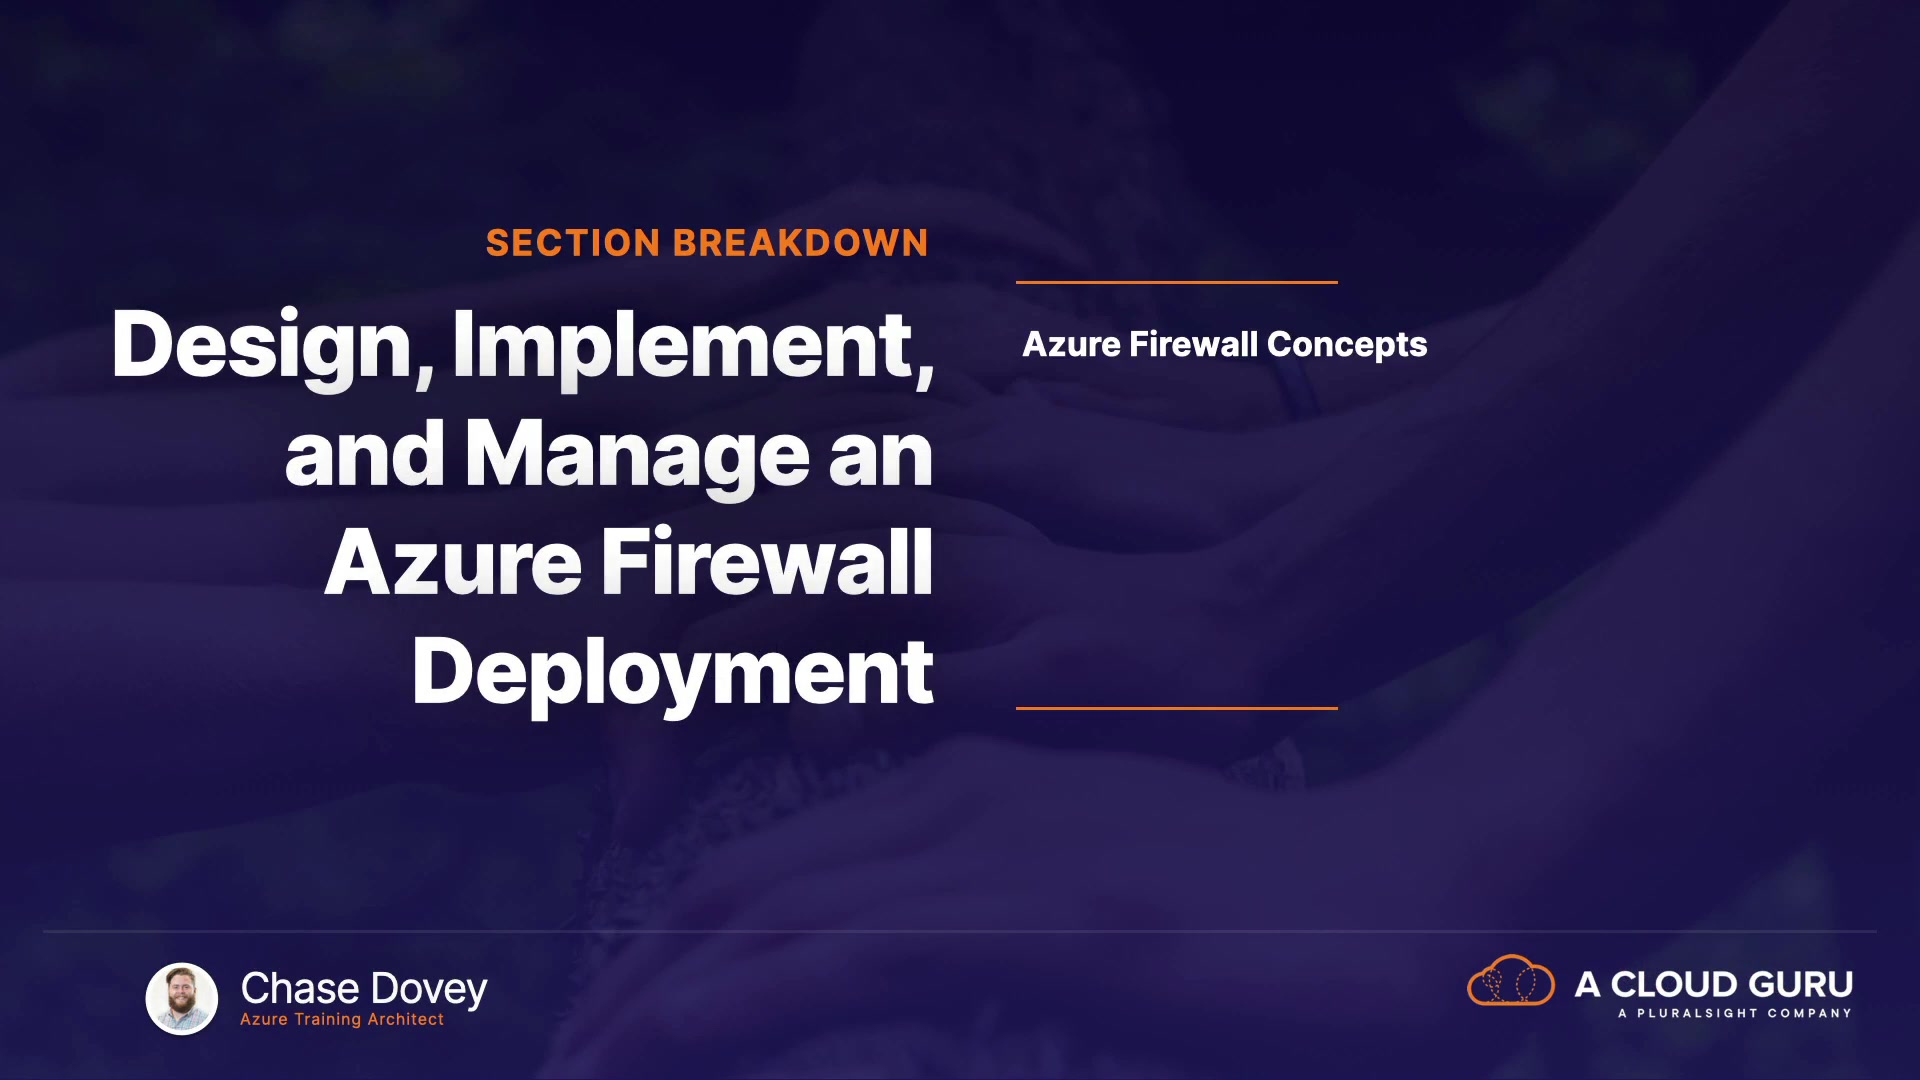 SECTION BREAKDOWN
Design, Implement,
and Manage an
Azure Firewall
Deployment
Azure Firewall Concepts
Chase Dovey
Azure Training Architect
A CLOUD GURU
A PLURALSIGHT COMPANY